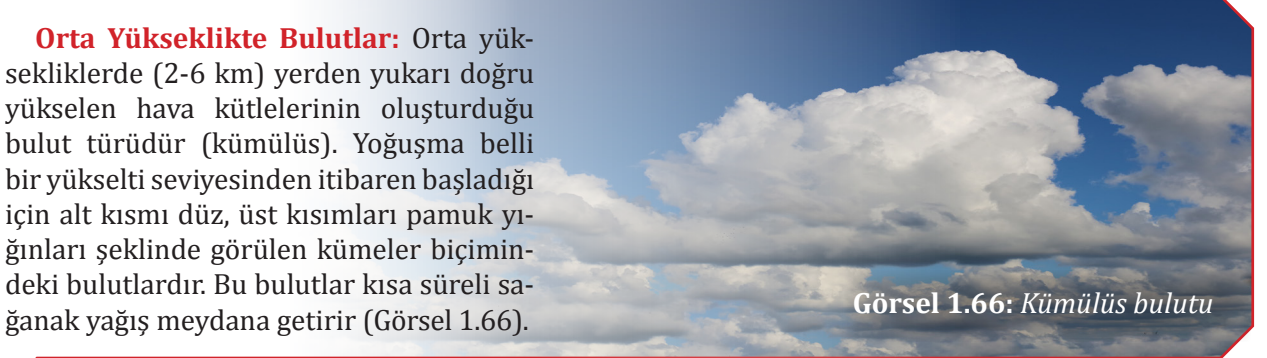 Orta Yükseklikte Bulutlar: Orta yük-
sekliklerde (2-6 km) yerden yukarı doğru
yükselen hava kütlelerinin oluşturduğu
bulut türüdür (kümülüs). Yoğuşma belli
bir yükselti seviyesinden itibaren başladığı
için alt kısmı düz, üst kısımları pamuk yı-
ğınları şeklinde görülen kümeler biçimin-
deki bulutlardır. Bu bulutlar kısa süreli sa-
ğanak yağış meydana getirir (Görsel 1.66).
Görsel 1.66: Kümülüs bulutu